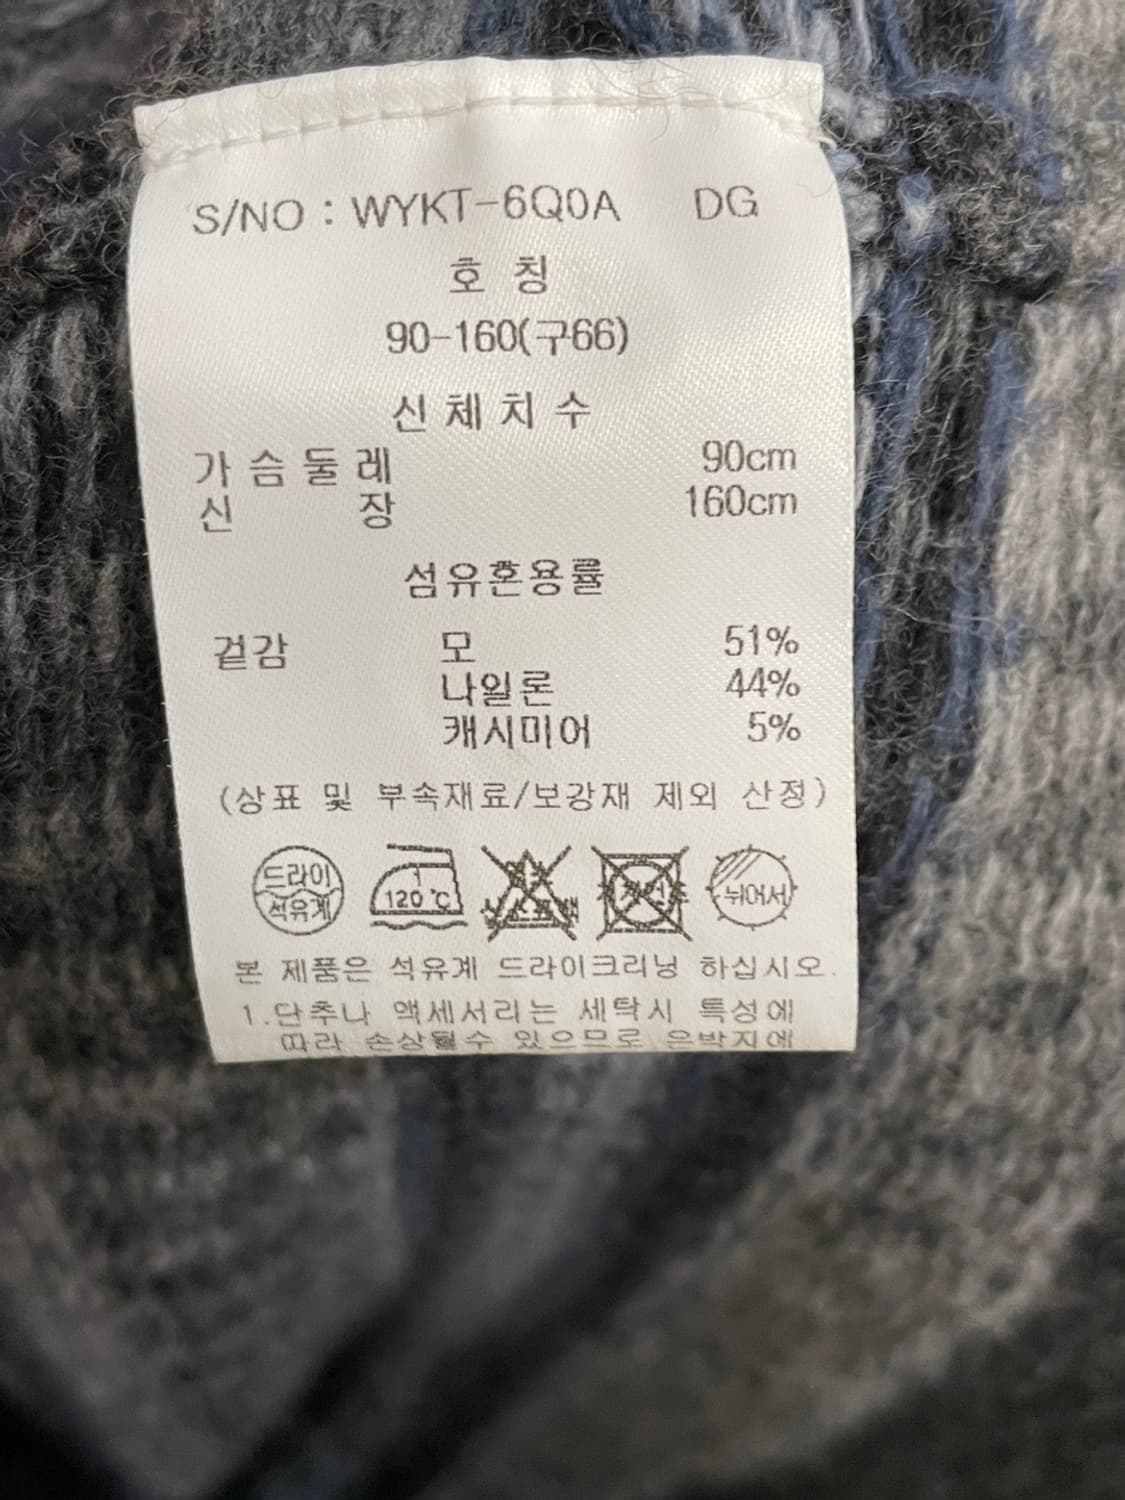 S/NO : WYKT-6Q0A DG
호 칭
90-160(구66)
신체치수
가슴둘레 90cm
신 장 160cm
섬유혼용률
겉감 모 51%
나일론 44%
캐시미어 5%
(상표 및 부속재료/보강재 제외 산정)
드라이
석유계
120℃
뉘어서
본 제품은 석유계 드라이크리닝 하십시오.
1.단추나 액세서리는 세탁시 특성에
따라 손상될수 있으므로 은박지에